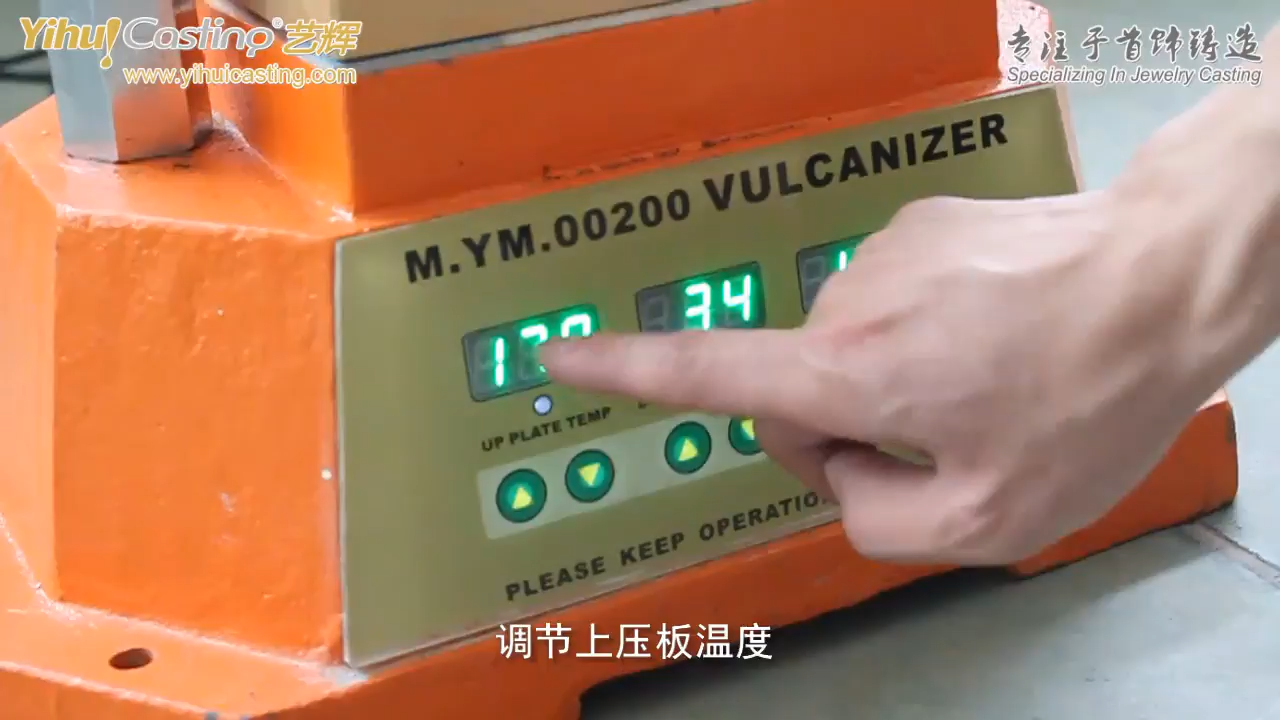 Yihui Casting® 艺辉
www.yihuicasting.com
专注于首饰铸造
Specializing In Jewelry Casting
M.YM.00200 VULCANIZER
34
UP PLATE TEMP
PLEASE KEEP OPERATION
调节上压板温度